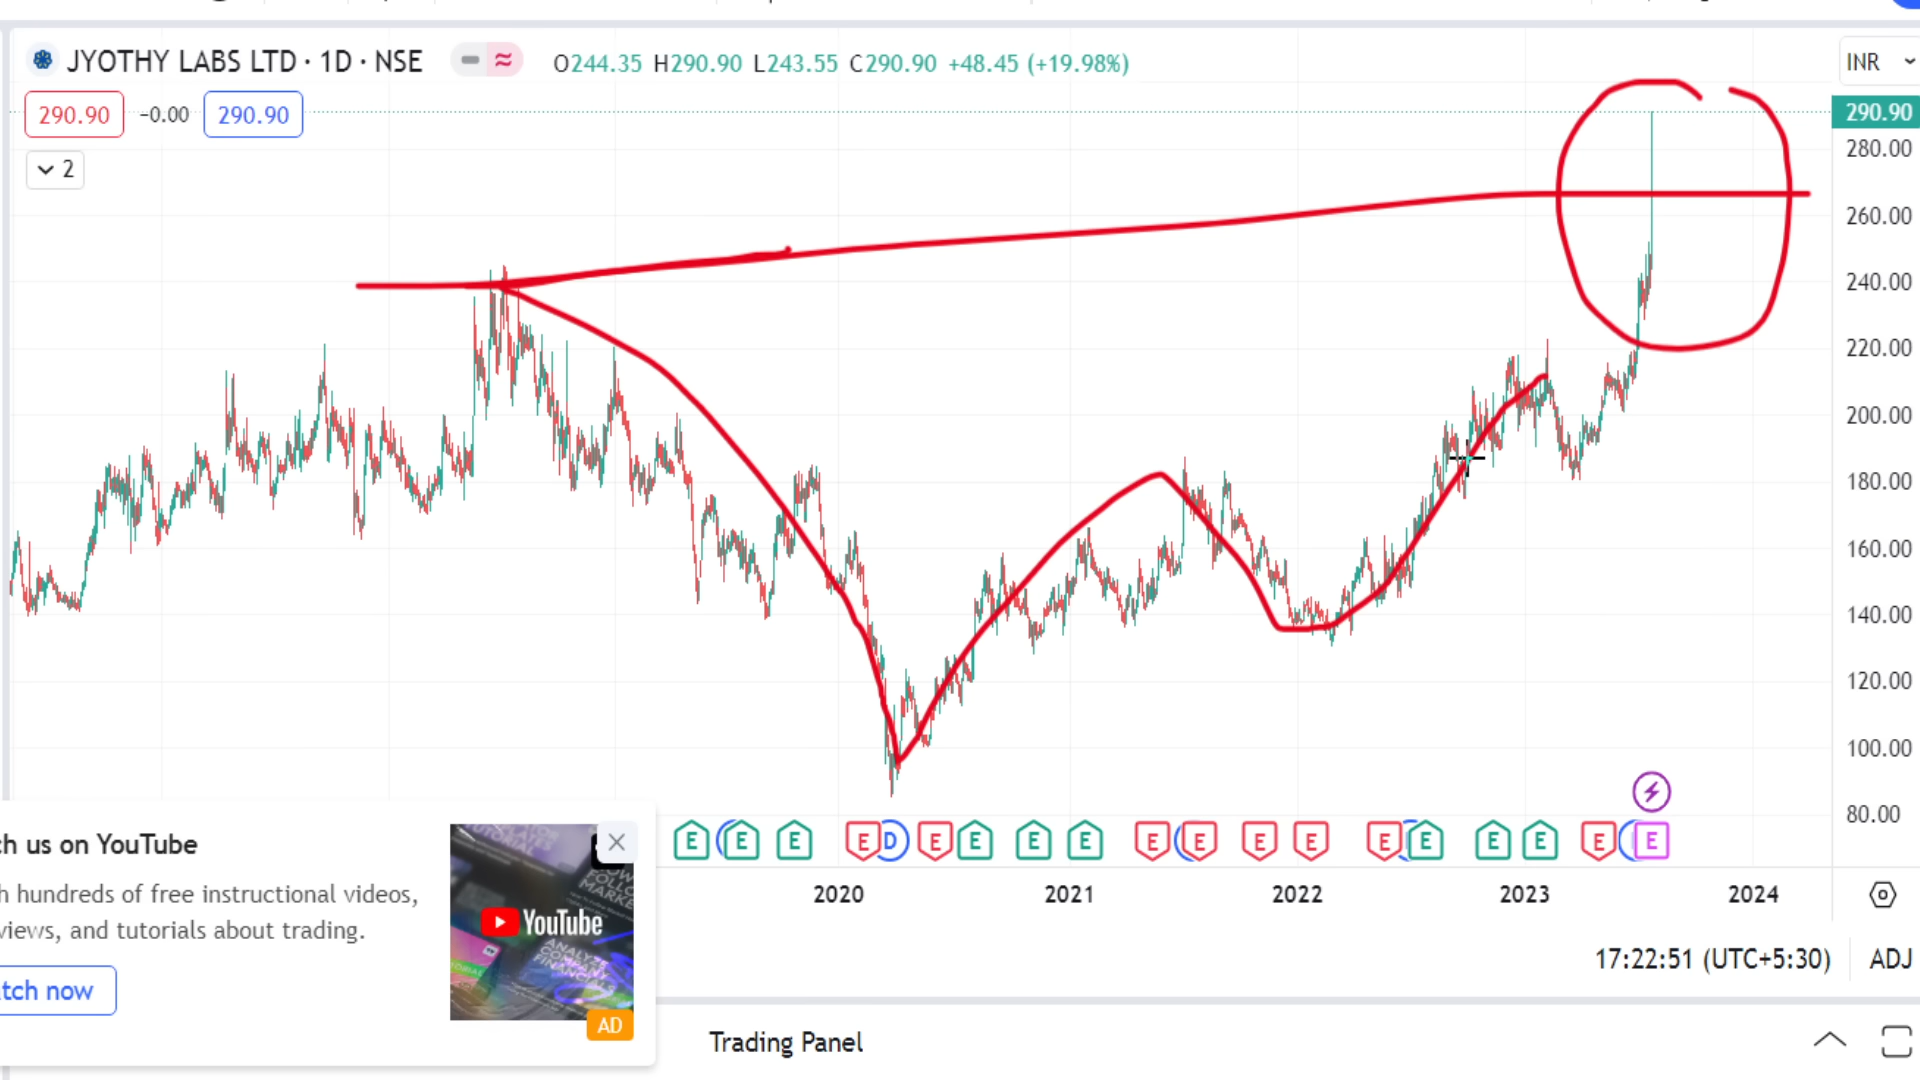 JYOTHY LABS LTD · 1D · NSE
O244.35 H290.90 L243.55 C290.90 +48.45 (+19.98%)
INR
290.90 −0.00 290.90
290.90
2
280.00
260.00
240.00
220.00
200.00
180.00
160.00
140.00
120.00
100.00
80.00
E E E E D E E E E E E E E E E E E E E E
2020 2021 2022 2023 2024
ch us on YouTube
h hundreds of free instructional videos,
views, and tutorials about trading.
tch now
YouTube
ANALYZE
COMPANY
FINANC
AD
17:22:51 (UTC+5:30) ADJ
Trading Panel